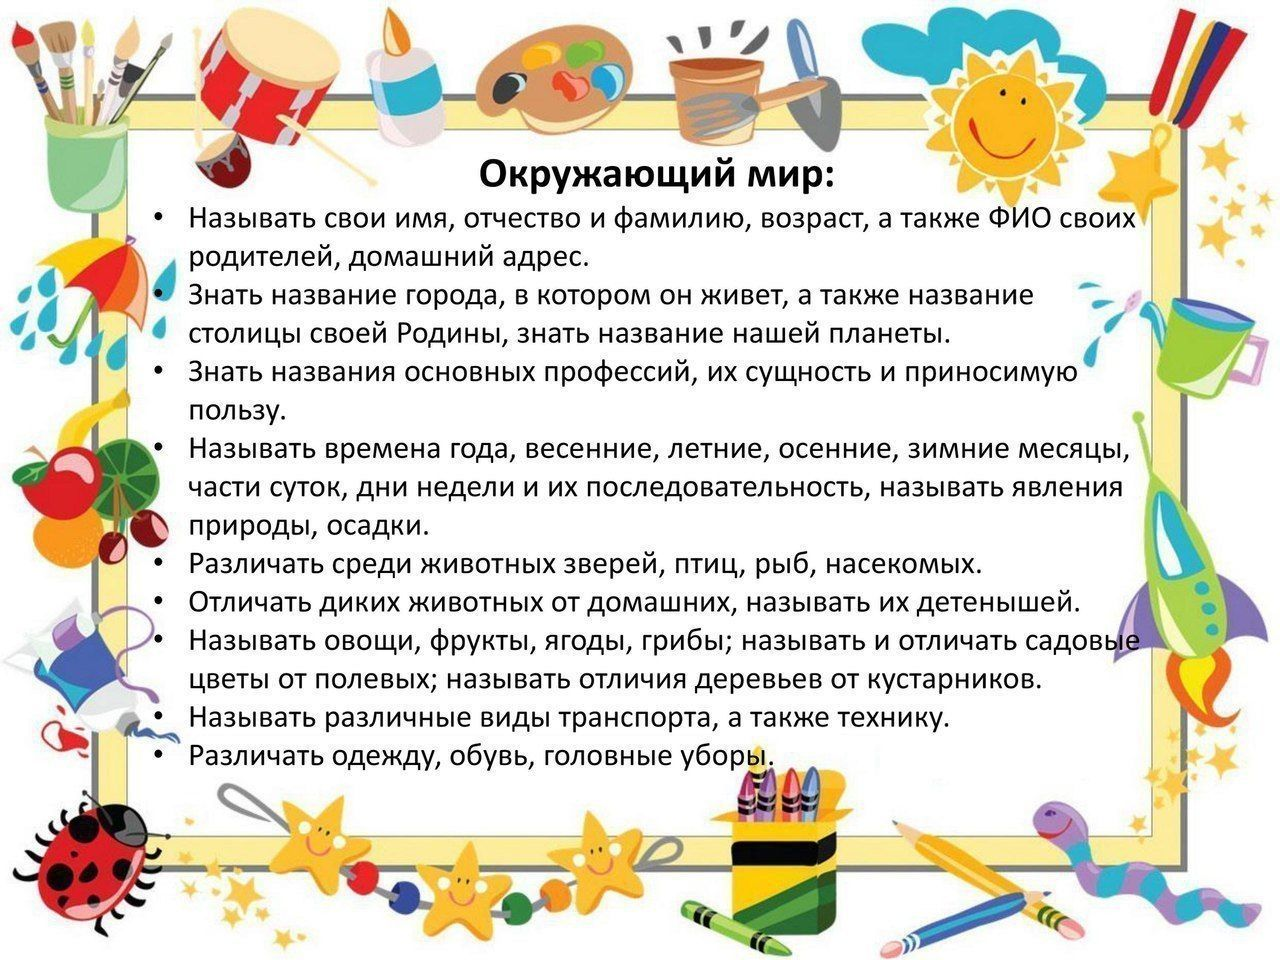 Окружающий мир:
• Называть свои имя, отчество и фамилию, возраст, а также ФИО своих
родителей, домашний адрес.
• Знать название города, в котором он живет, а также название
столицы своей Родины, знать название нашей планеты.
• Знать названия основных профессий, их сущность и приносимую
пользу.
• Называть времена года, весенние, летние, осенние, зимние месяцы,
части суток, дни недели и их последовательность, называть явления
природы, осадки.
• Различать среди животных зверей, птиц, рыб, насекомых.
• Отличать диких животных от домашних, называть их детенышей.
• Называть овощи, фрукты, ягоды, грибы; называть и отличать садовые
цветы от полевых; называть отличия деревьев от кустарников.
• Называть различные виды транспорта, а также технику.
• Различать одежду, обувь, головные уборы.